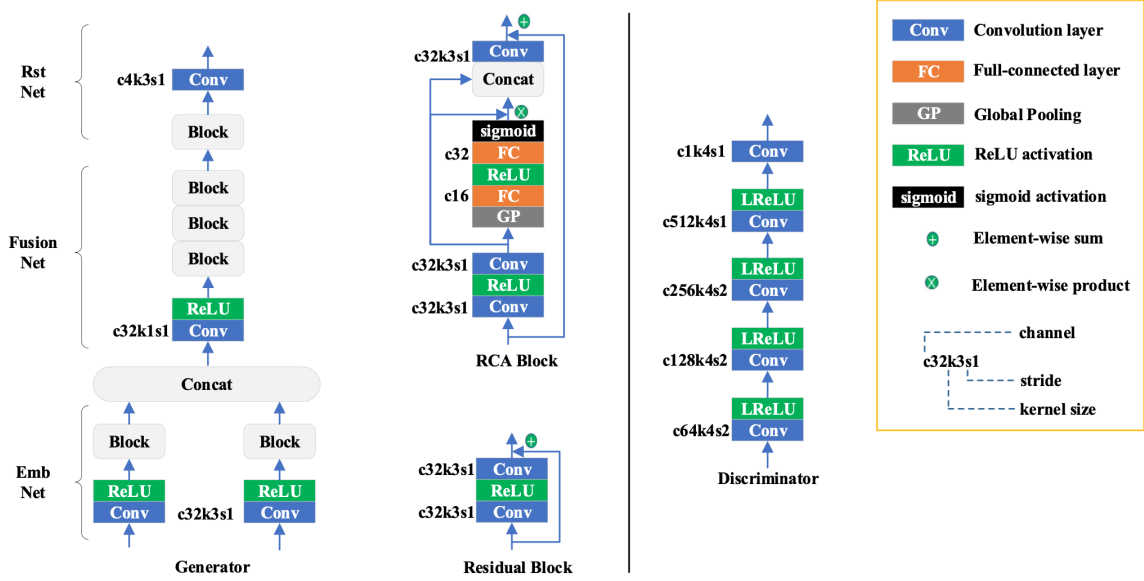 Rst
Net
c4k3s1
Conv
Block
Fusion
Net
Block
Block
Block
ReLU
c32k1s1
Conv
Concat
Block
Block
Emb
Net
ReLU
ReLU
Conv
c32k3s1
Conv
Generator
c32k3s1
Conv
Concat
sigmoid
c32
FC
ReLU
c16
FC
GP
c32k3s1
Conv
ReLU
c32k3s1
Conv
RCA Block
c32k3s1
Conv
ReLU
c32k3s1
Conv
Residual Block
c1k4s1
Conv
LReLU
c512k4s1
Conv
LReLU
c256k4s2
Conv
LReLU
c128k4s2
Conv
LReLU
c64k4s2
Conv
Discriminator
Conv
Convolution layer
FC
Full-connected layer
GP
Global Pooling
ReLU
ReLU activation
sigmoid
sigmoid activation
+
Element-wise sum
x
Element-wise product
channel
c32k3s1
stride
kernel size